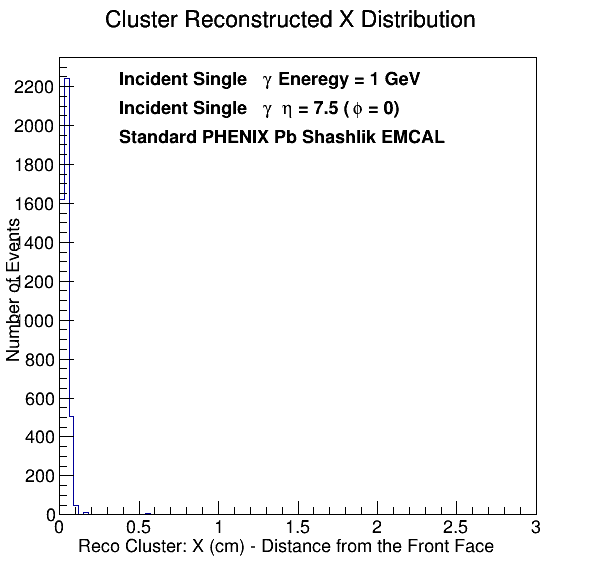 Cluster Reconstructed X Distribution
Incident Single γ Eneregy = 1 GeV
Incident Single γ η = 7.5 ( ϕ = 0)
Standard PHENIX Pb Shashlik EMCAL
Number of Events
2200
2000
1800
1600
1400
1200
1000
800
600
400
200
0
0 0.5 1 1.5 2 2.5 3
Reco Cluster: X (cm) - Distance from the Front Face